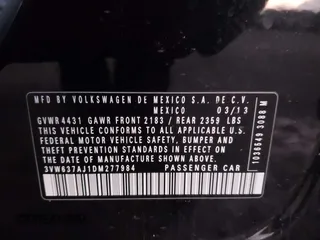 MFD BY VOLKSWAGEN DE MEXICO S.A. DE C.V.
MEXICO 03/13
GVWR 4431 GAWR FRONT 2183 / REAR 2359 LBS
THIS VEHICLE CONFORMS TO ALL APPLICABLE U.S.
FEDERAL MOTOR VEHICLE SAFETY, BUMPER AND
THEFT PREVENTION STANDARDS IN EFFECT ON THE
DATE OF MANUFACTURE SHOWN ABOVE.
3VW637AJ1DM277984 PASSENGER CAR
1038649 3088 M